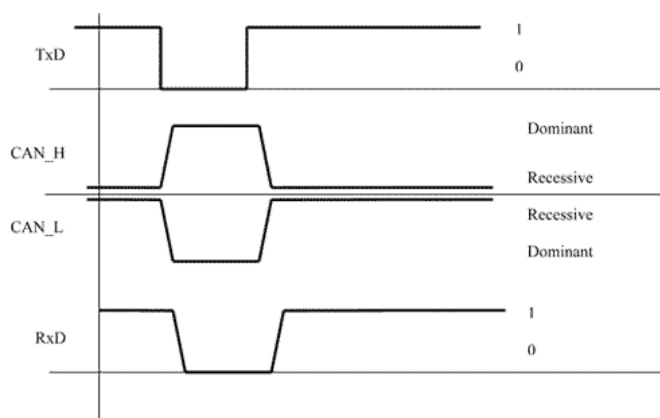 TxD
1
0
CAN_H
Dominant
Recessive
CAN_L
Recessive
Dominant
RxD
1
0